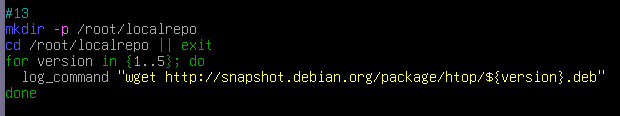 #13
mkdir -p /root/localrepo
cd /root/localrepo || exit
for version in {1..5}; do
  log_command "wget http://snapshot.debian.org/package/htop/${version}.deb"
done